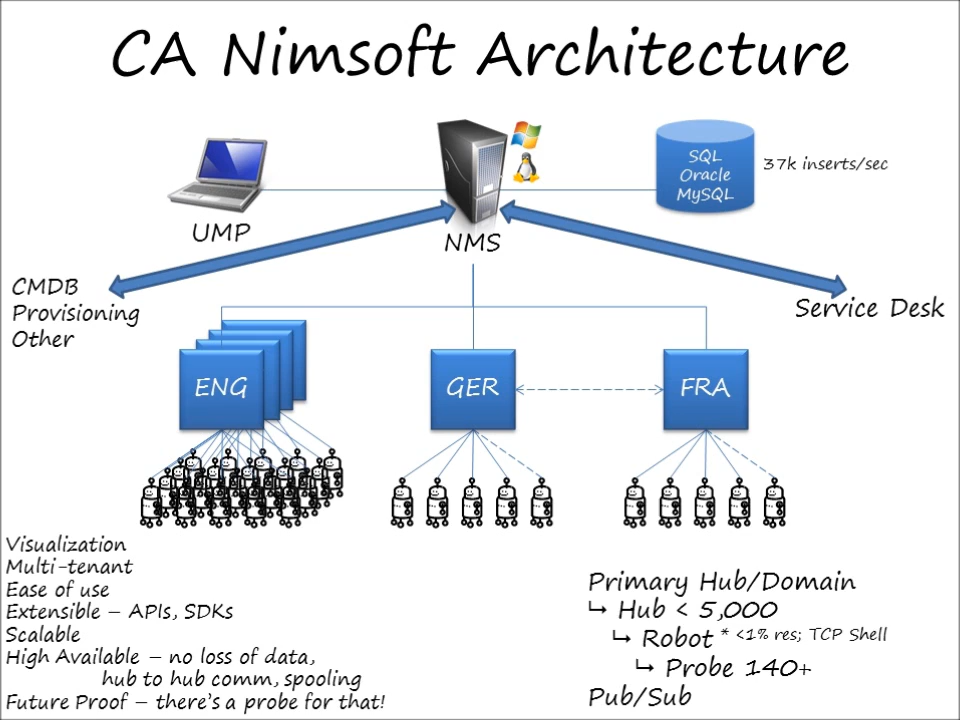 CA Nimsoft Architecture
SQL
Oracle
MySQL
37k inserts/sec
UMP
NMS
CMDB
Provisioning
Other
Service Desk
ENG
GER
FRA
Visualization
Multi-tenant
Ease of use
Extensible – APIs, SDKs
Scalable
High Available – no loss of data,
hub to hub comm, spooling
Future Proof – there's a probe for that!
Primary Hub/Domain
↳ Hub < 5,000
↳ Robot * <1% res; TCP Shell
↳ Probe 140+
Pub/Sub